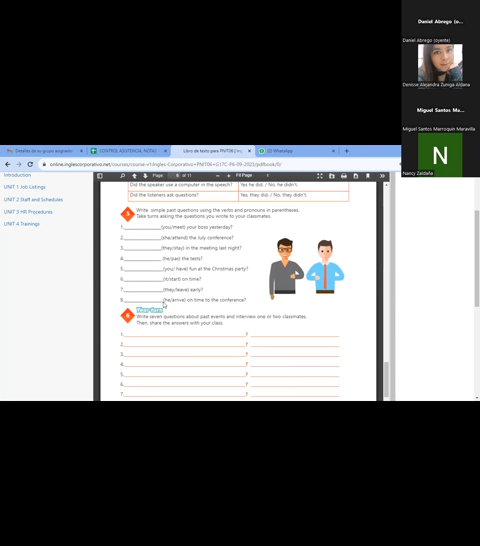 Daniel Abrego (o...
Daniel Abrego (oyente)
Denisse Alejandra Zuniga Aldana
Miguel Santos Ma...
Miguel Santos Marroquin Maravilla
N
Nancy Zaldaña
Detalles de su grupo asignado
CONTROL ASISTENCIAL NOTAS
Libro de texto para PNIT06 | Ing
(2) WhatsApp
online.inglescorporativo.net/courses/course-v1:Ingles-Corporativo+PNIT06+G17C-P6-09-2023/pdfbook/0/
Page: 6 of 11
Fit Page
Introduction
UNIT 1 Job Listings
UNIT 2 Staff and Schedules
UNIT 3 HR Procedures
UNIT 4 Trainings
Did the speaker use a computer in the speech? Yes he did. / No, he didn't.
Did the listeners ask questions? Yes, they did. / No, they didn't.
5 Write simple past questions using the verbs and pronouns in parentheses.
Take turns asking the questions you wrote to your classmates.
1. (you/meet) your boss yesterday?
2. (she/attend) the July conference?
3. (they/stay) in the meeting last night?
4. (he/pas) the tests?
5. (you/ have) fun at the Christmas party?
6. (it/start) on time?
7. (they/leave) early?
8. (he/arrive) on time to the conference?
Your turn
6 Write seven questions about past events and interview one or two classmates.
Then, share the answers with your class.
1. ?
2. ?
3. ?
4. ?
5. ?
6. ?
7. ?